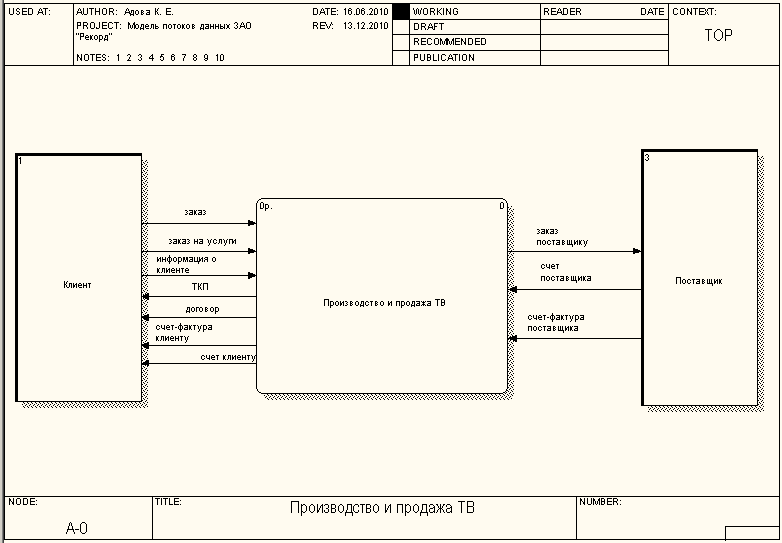 USED AT:
AUTHOR: Адова К. Е.
DATE: 16.06.2010
PROJECT: Модель потоков данных ЗАО
"Рекорд"
REV: 13.12.2010
NOTES: 1 2 3 4 5 6 7 8 9 10
WORKING
DRAFT
RECOMMENDED
PUBLICATION
READER
DATE
CONTEXT:
TOP
1
Клиент
заказ
заказ на услуги
информация о
клиенте
ТКП
договор
счет-фактура
клиенту
счет клиенту
0р.
0
Производство и продажа ТВ
заказ
поставщику
счет
поставщика
счет-фактура
поставщика
3
Поставщик
NODE:
A-0
TITLE:
Производство и продажа ТВ
NUMBER: